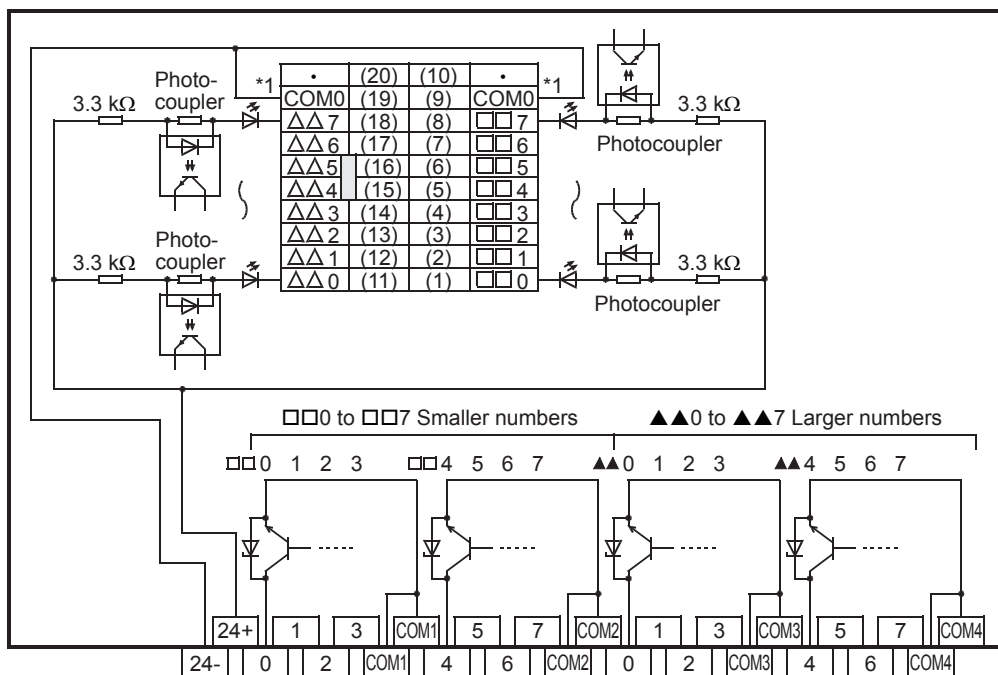 Photo-
coupler
3.3 kΩ
*1
• (20) (10) •
*1
COM0 (19) (9) COM0
△△7 (18) (8) □□7
△△6 (17) (7) □□6
△△5 (16) (6) □□5
△△4 (15) (5) □□4
△△3 (14) (4) □□3
△△2 (13) (3) □□2
△△1 (12) (2) □□1
△△0 (11) (1) □□0
3.3 kΩ
Photocoupler
Photo-
coupler
3.3 kΩ
3.3 kΩ
Photocoupler
□□0 to □□7 Smaller numbers
▲▲0 to ▲▲7 Larger numbers
□□0 1 2 3 □□4 5 6 7 ▲▲0 1 2 3 ▲▲4 5 6 7
24+ 1 3 COM1 5 7 COM2 1 3 COM3 5 7 COM4
24- 0 2 COM1 4 6 COM2 0 2 COM3 4 6 COM4